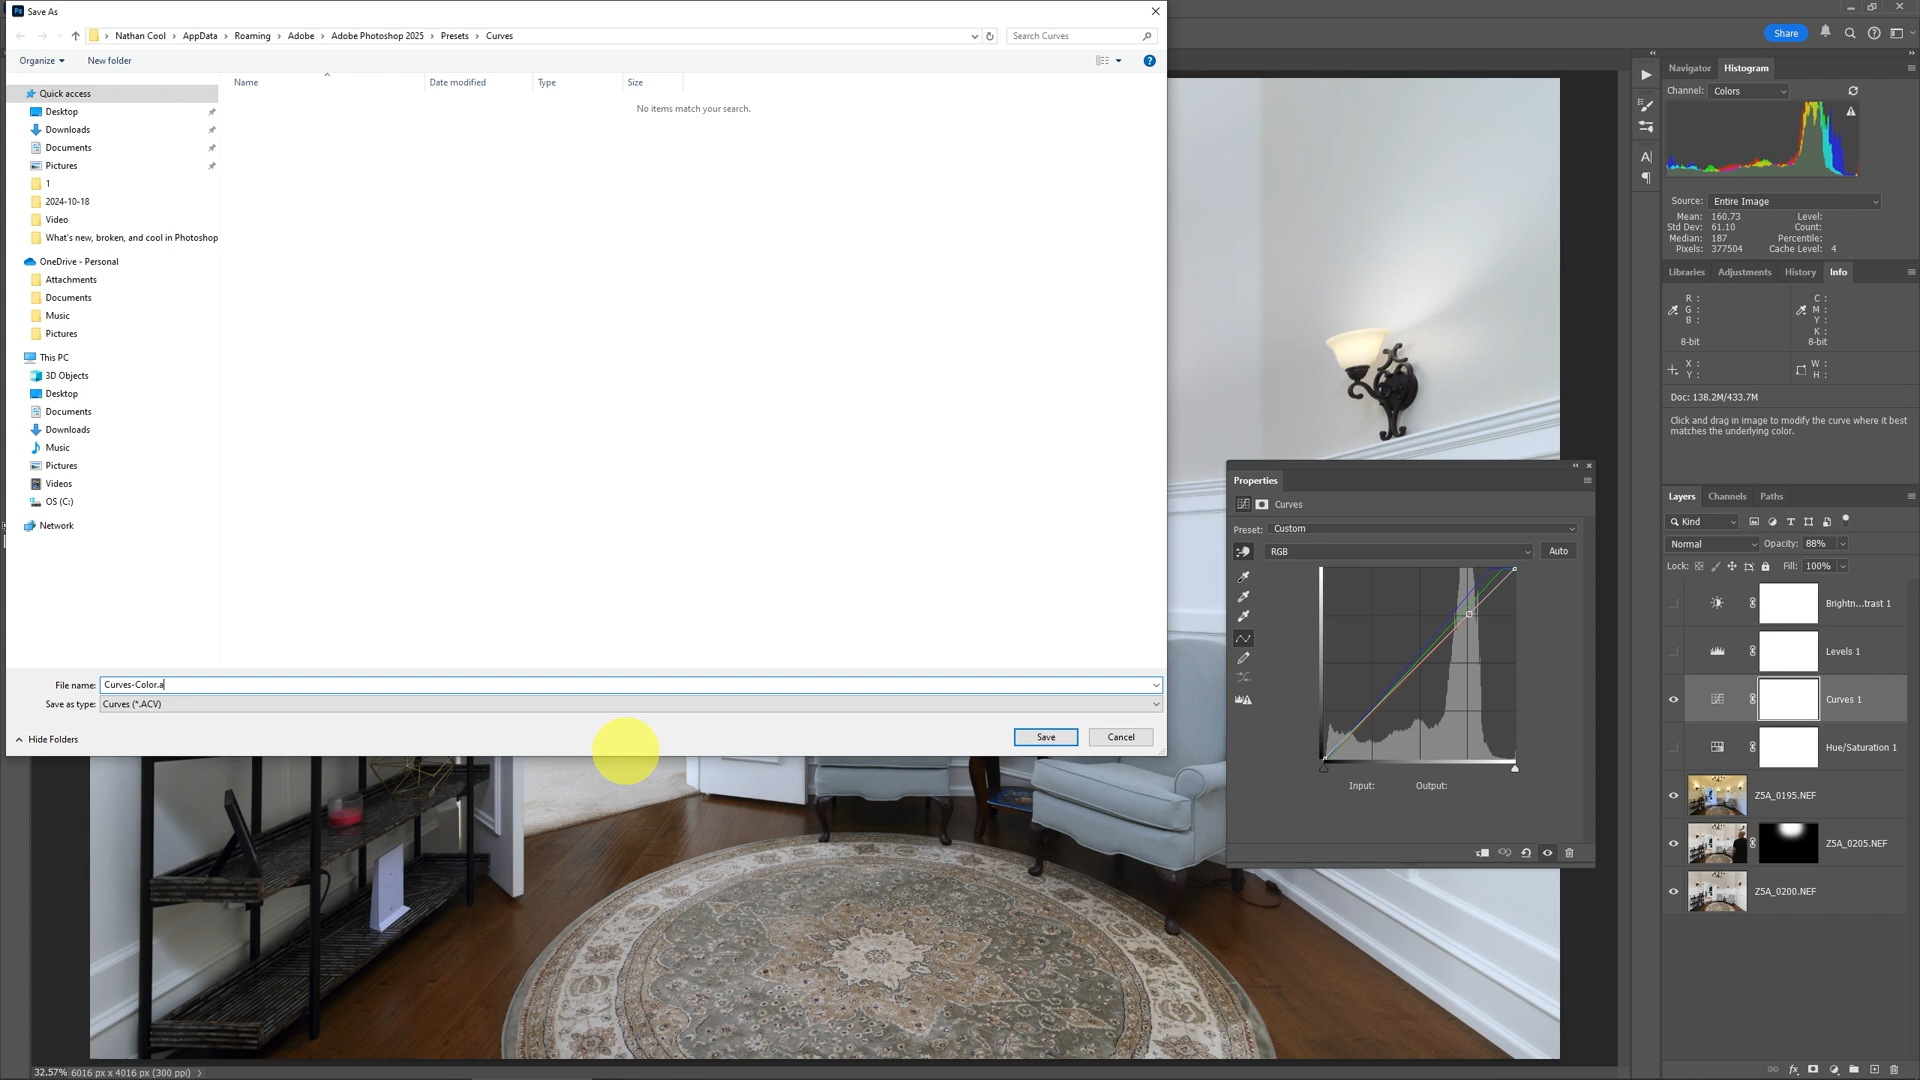 Ps Save As
Nathan Cool > AppData > Roaming > Adobe > Adobe Photoshop 2025 > Presets > Curves
Search Curves
Organize
New folder
Name
Date modified
Type
Size
No items match your search.
Quick access
Desktop
Downloads
Documents
Pictures
1
2024-10-18
Video
What's new, broken, and cool in Photoshop
OneDrive - Personal
Attachments
Documents
Music
Pictures
This PC
3D Objects
Desktop
Documents
Downloads
Music
Pictures
Videos
OS (C:)
Network
File name: Curves-Color.a
Save as type: Curves (*.ACV)
Hide Folders
Save
Cancel
Share
Navigator
Histogram
Channel: Colors
Source: Entire Image
Mean: 160.73 Level:
Std Dev: 61.10 Count:
Median: 187 Percentile:
Pixels: 377504 Cache Level: 4
Libraries
Adjustments
History
Info
R : C :
G : M :
B : Y :
K :
8-bit 8-bit
X : W :
Y : H :
Doc: 138.2M/433.7M
Click and drag in image to modify the curve where it best
matches the underlying color.
Properties
Curves
Preset: Custom
RGB
Auto
Input: Output:
Layers
Channels
Paths
Kind
Normal
Opacity: 88%
Lock:
Fill: 100%
Brightn...trast 1
Levels 1
Curves 1
Hue/Saturation 1
Z5A_0195.NEF
Z5A_0205.NEF
Z5A_0200.NEF
32.57% 6016 px x 4016 px (300 ppi) >